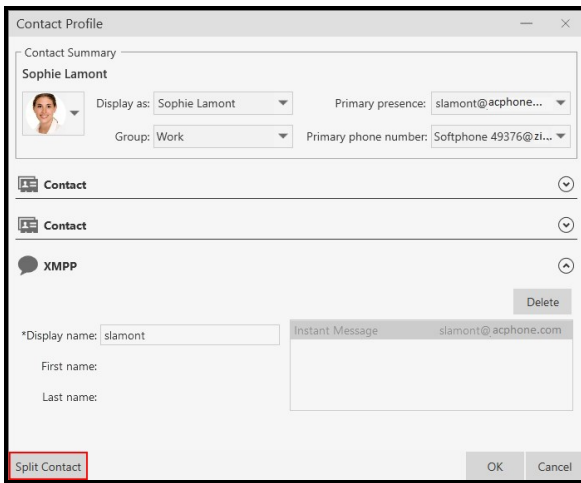 Contact Profile
Contact Summary
Sophie Lamont
Display as: Sophie Lamont Primary presence: slamont@acphone...
Group: Work Primary phone number: Softphone 49376@zi...
Contact
Contact
XMPP
Delete
*Display name: slamont Instant Message slamont@acphone.com
First name:
Last name:
Split Contact OK Cancel